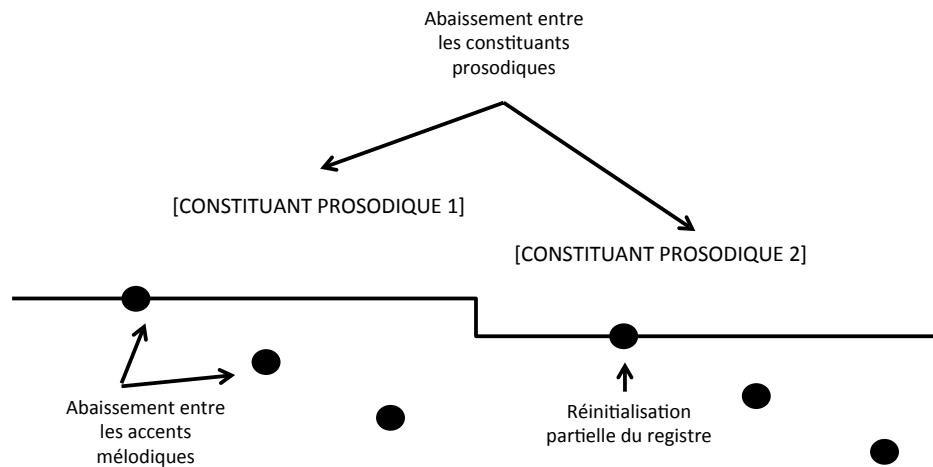 Abaissement entre
les constituants
prosodiques
[CONSTITUANT PROSODIQUE 1]
[CONSTITUANT PROSODIQUE 2]
Abaissement entre
les accents
mélodiques
Réinitialisation
partielle du registre